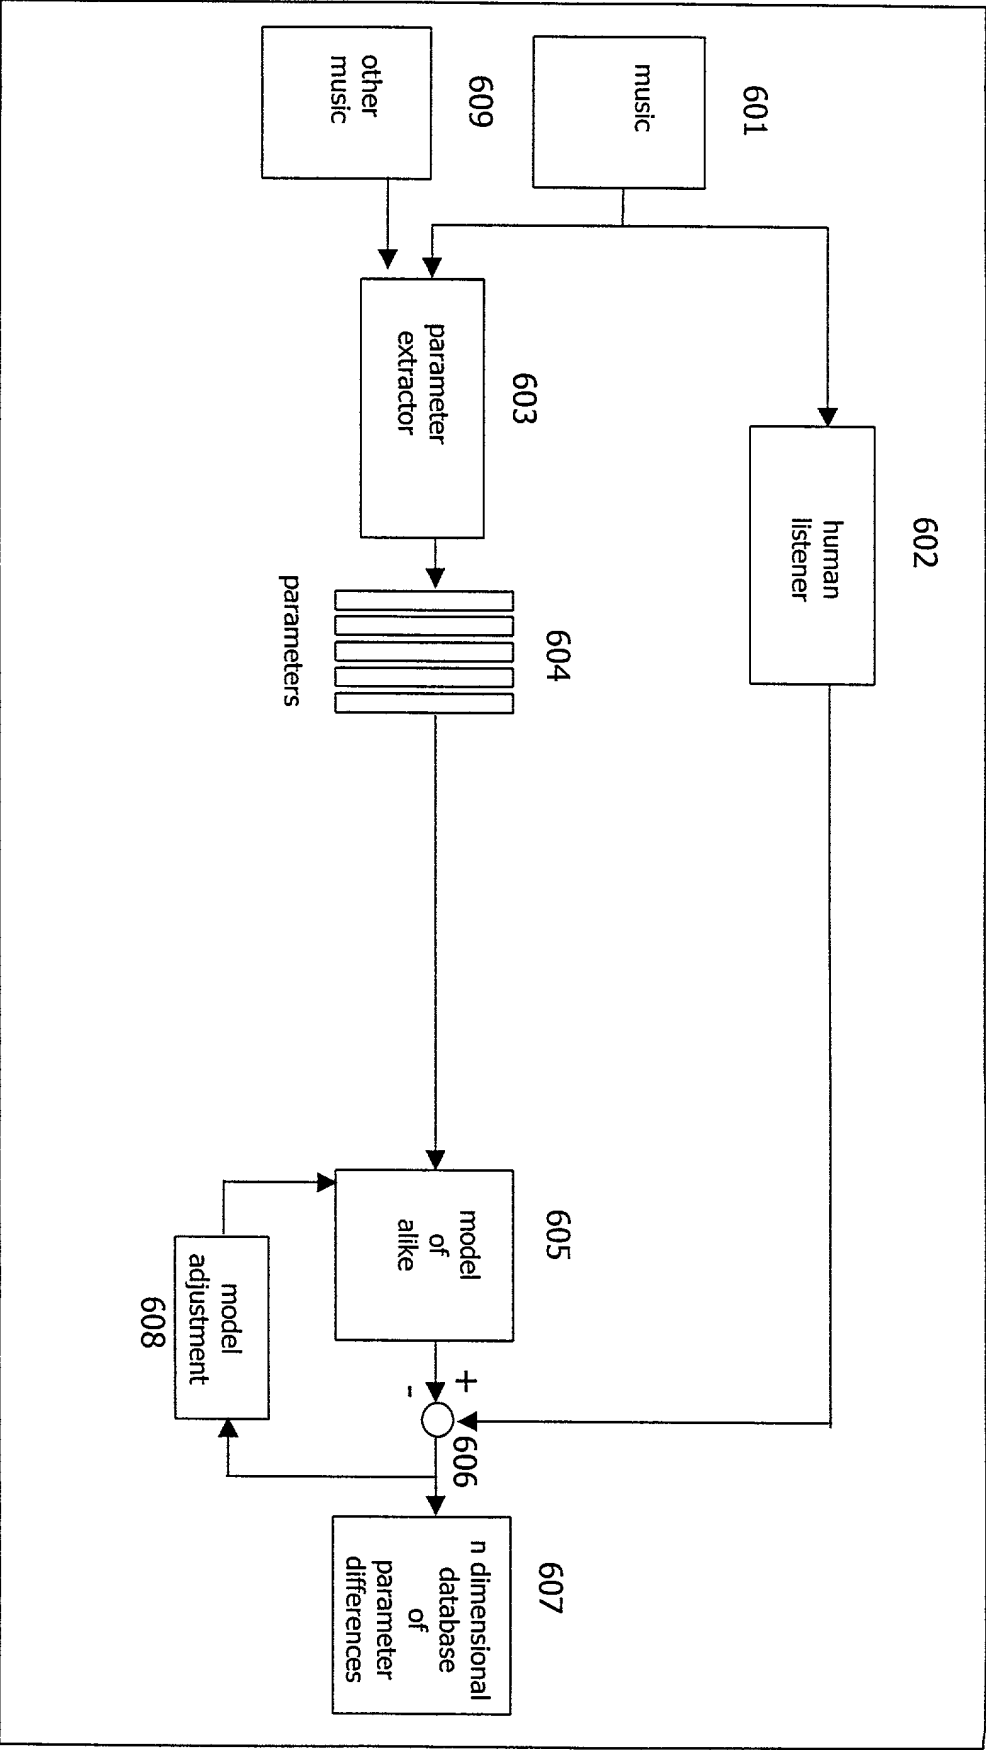 601
music
609
other
music
602
human
listener
603
parameter
extractor
604
parameters
605
model
of
alike
+
-
606
608
model
adjustment
607
n dimensional
database
of
parameter
differences